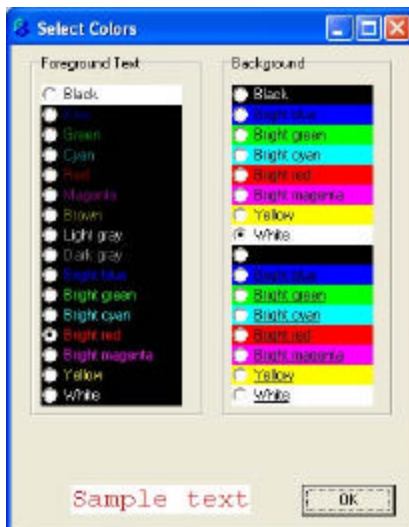 Select Colors
Foreground Text
Black
Blue
Green
Cyan
Red
Magenta
Brown
Light gray
Dark gray
Bright blue
Bright green
Bright cyan
Bright red
Bright magenta
Yellow
White
Background
Black
Bright blue
Bright green
Bright cyan
Bright red
Bright magenta
Yellow
White
Bright blue
Bright green
Bright cyan
Bright red
Bright magenta
Yellow
White
Sample text
OK